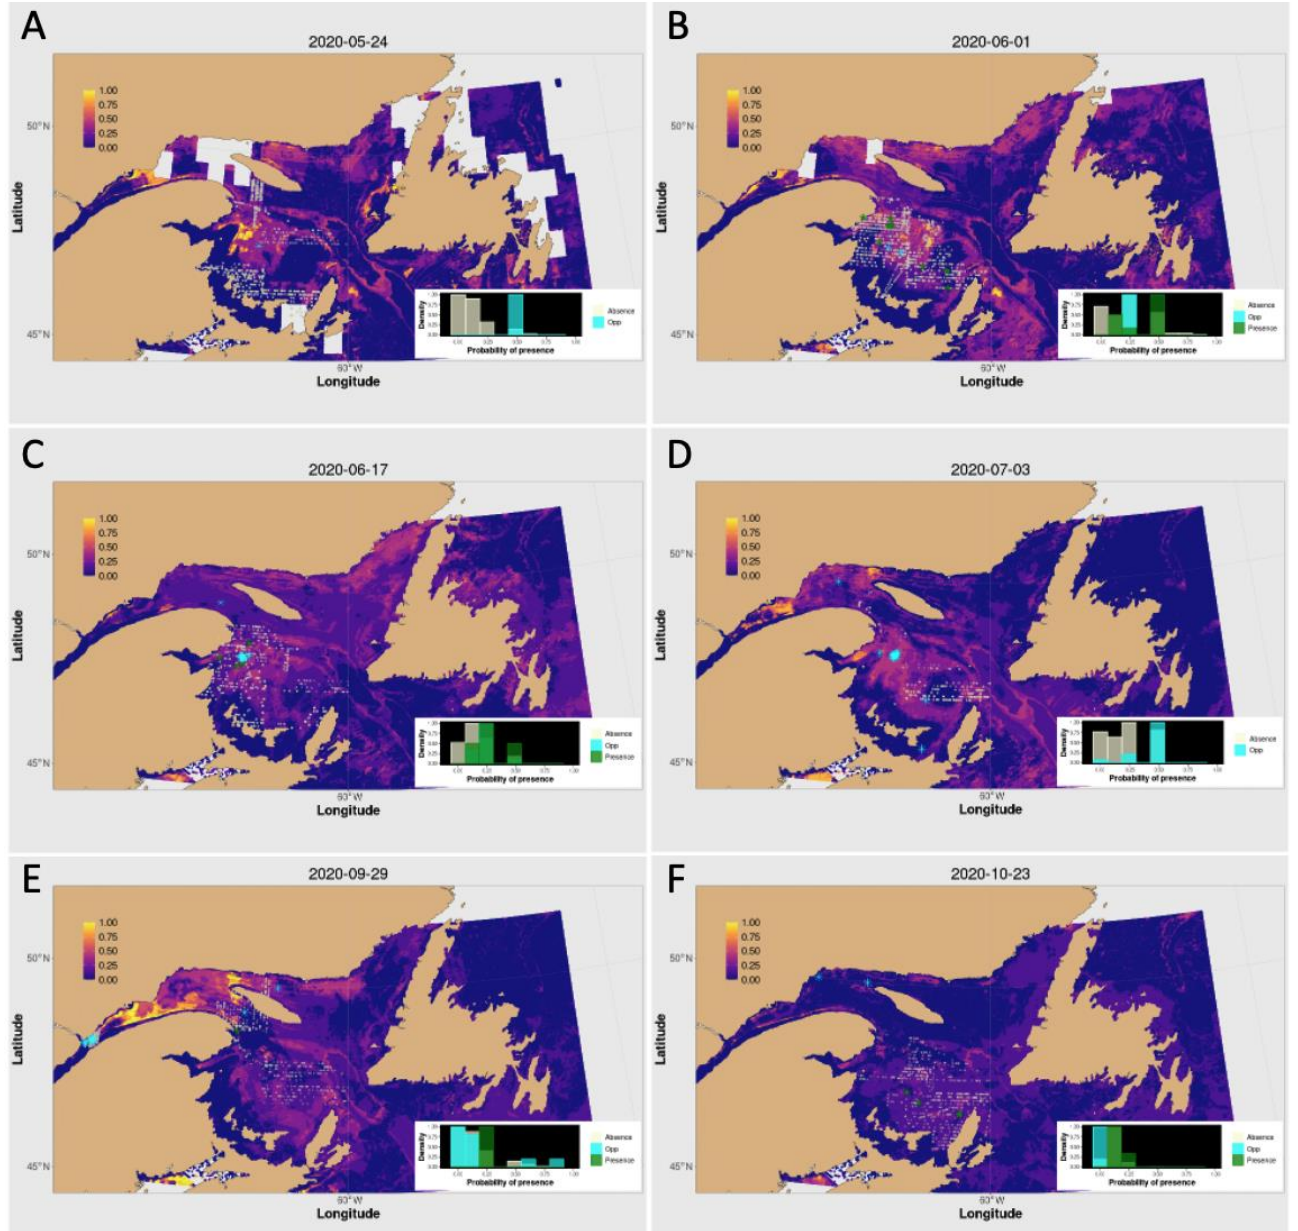 A
2020-05-24
1.00
0.75
0.50
0.25
0.00
50°N
45°N
Latitude
60°W
Longitude
Density
Probability of presence
Absence
Opp
B
2020-06-01
1.00
0.75
0.50
0.25
0.00
50°N
45°N
Latitude
60°W
Longitude
Density
Probability of presence
Absence
Opp
Presence
C
2020-06-17
1.00
0.75
0.50
0.25
0.00
50°N
45°N
Latitude
60°W
Longitude
Density
Probability of presence
Absence
Opp
Presence
D
2020-07-03
1.00
0.75
0.50
0.25
0.00
50°N
45°N
Latitude
60°W
Longitude
Density
Probability of presence
Absence
Opp
E
2020-09-29
1.00
0.75
0.50
0.25
0.00
50°N
45°N
Latitude
60°W
Longitude
Density
Probability of presence
Absence
Opp
Presence
F
2020-10-23
1.00
0.75
0.50
0.25
0.00
50°N
45°N
Latitude
60°W
Longitude
Density
Probability of presence
Absence
Opp
Presence